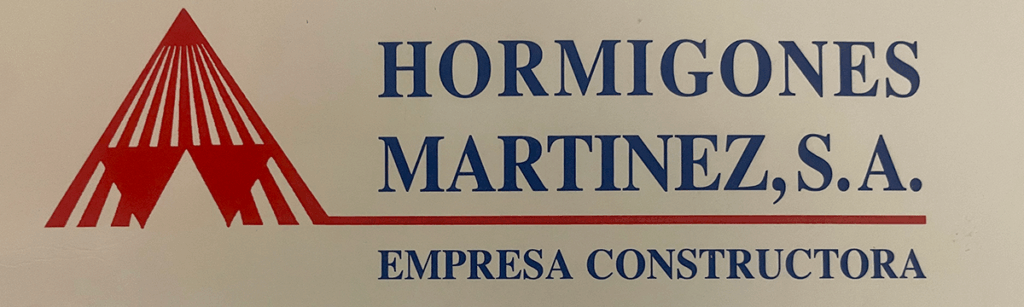 HORMIGONES
MARTINEZ, S.A.
EMPRESA CONSTRUCTORA